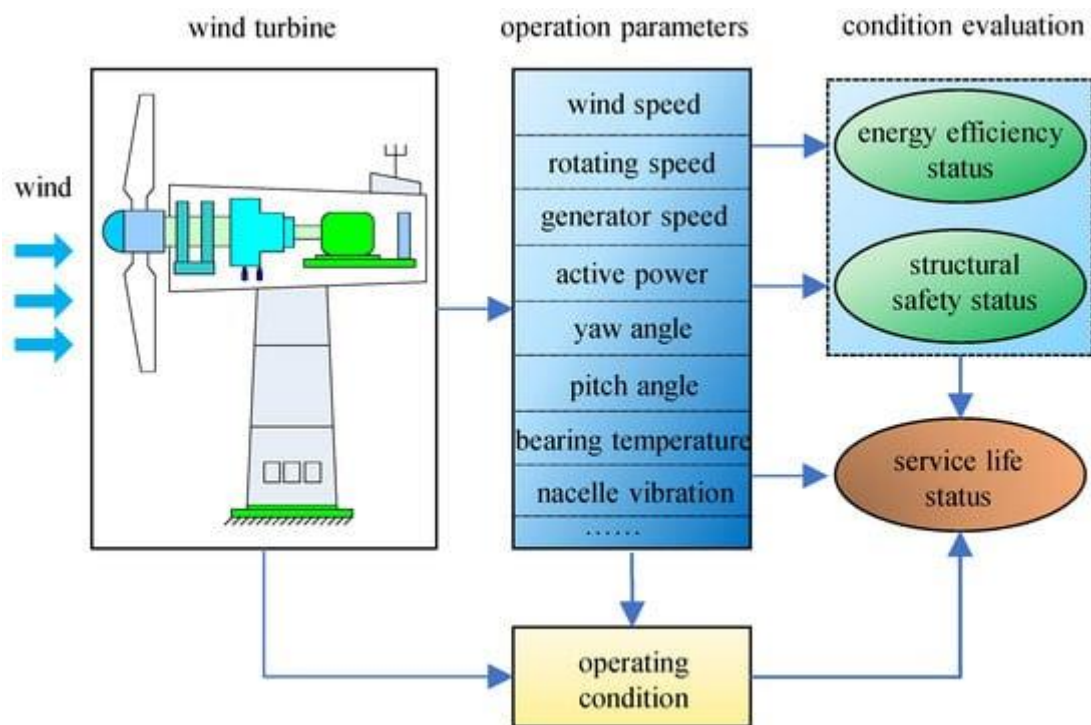 wind turbine
operation parameters
condition evaluation
wind
wind speed
rotating speed
generator speed
active power
yaw angle
pitch angle
bearing temperature
nacelle vibration
......
energy efficiency
status
structural
safety status
service life
status
operating
condition